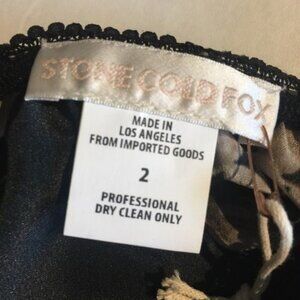 STONE COLD FOX
MADE IN
LOS ANGELES
FROM IMPORTED GOODS
2
PROFESSIONAL
DRY CLEAN ONLY